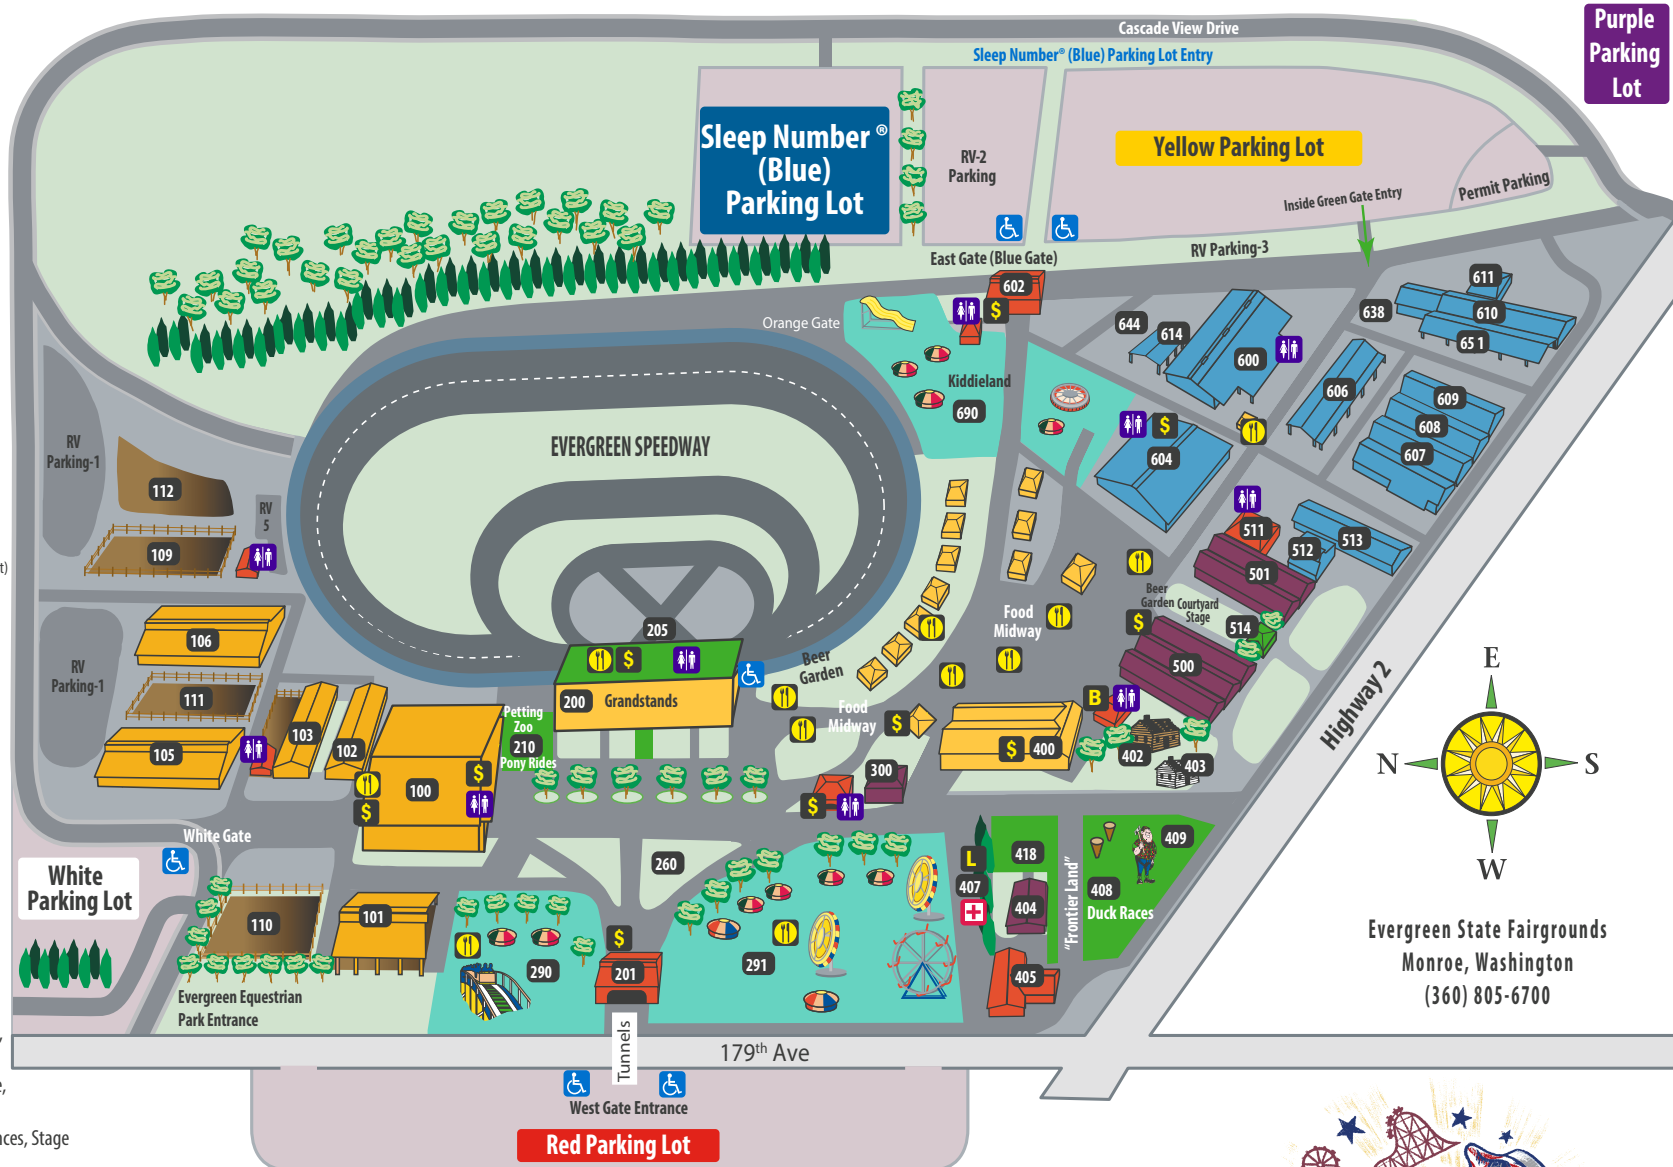 Cascade View Drive
Sleep Number® (Blue) Parking Lot Entry
Purple
Parking
Lot
Sleep Number ®
(Blue)
Parking Lot
RV-2
Parking
Yellow Parking Lot
Permit Parking
Inside Green Gate Entry
RV Parking-3
East Gate (Blue Gate)
602
$
Orange Gate
Kiddieland
690
644
614
600
638
611
610
651
606
609
608
607
604
$
EVERGREEN SPEEDWAY
RV
Parking-1
112
RV
5
109
t)
511
512
513
501
Beer
Garden
Courtyard
Stage
514
$
500
Food
Midway
106
RV
Parking-1
111
105
103
102
205
$
200
Grandstands
Beer
Garden
Food
Midway
$
Petting
Zoo
210
Pony Rides
100
$
$
B
$
400
402
403
300
$
Highway 2
E
N
S
W
White Gate
White
Parking Lot
110
101
260
290
$
201
291
L
407
418
404
405
"Frontier Land"
409
408
Duck Races
Evergreen Equestrian
Park Entrance
Evergreen State Fairgrounds
Monroe, Washington
(360) 805-6700
Tunnels
179th Ave
West Gate Entrance
Red Parking Lot
e,
nces, Stage